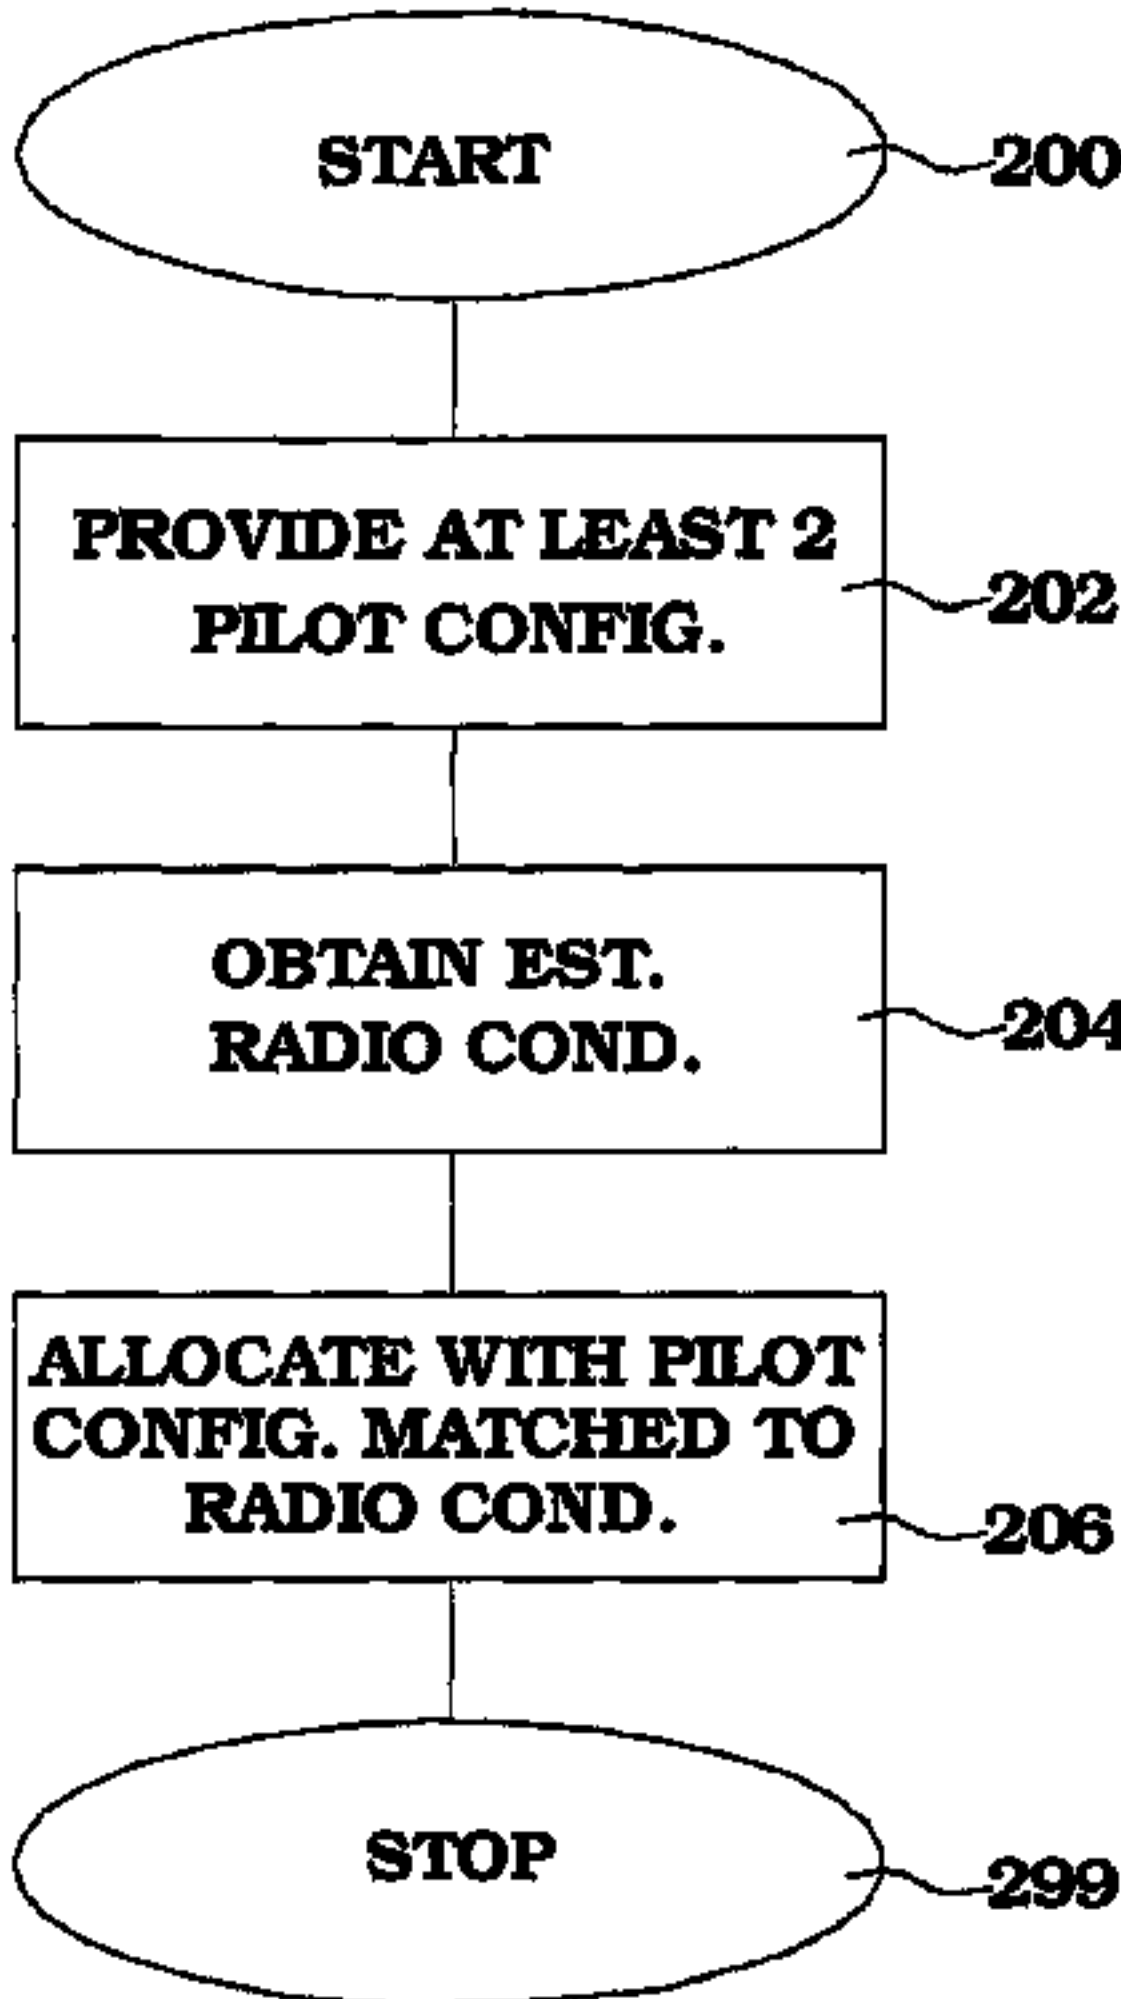 START
200
PROVIDE AT LEAST 2
PILOT CONFIG.
202
OBTAIN EST.
RADIO COND.
204
ALLOCATE WITH PILOT
CONFIG. MATCHED TO
RADIO COND.
206
STOP
299